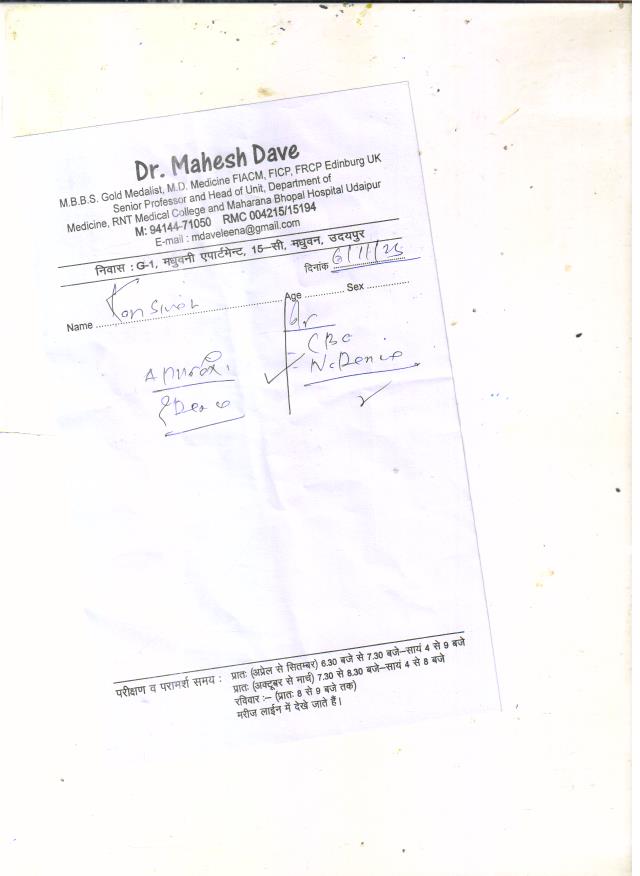 Dr. Mahesh Dave
M.B.B.S. Gold Medalist, M.D. Medicine FIACM, FICP, FRCP Edinburg UK
Senior Professor and Head of Unit, Department of
Medicine, RNT Medical College and Maharana Bhopal Hospital Udaipur
M: 94144-71050 RMC 004215/15194
E-mail : mdaveleena@gmail.com
निवास : G-1, मधुवनी एपार्टमेन्ट, 15-सी, मधुवन, उदयपुर
दिनांक 6/11/25
Name ........ Age ........ Sex ........
CBC
परीक्षण व परामर्श समय : प्रातः (अप्रेल से सितम्बर) 6.30 बजे से 7.30 बजे-सायं 4 से 9 बजे
प्रातः (अक्टूबर से मार्च) 7.30 से 8.30 बजे-सायं 4 से 8 बजे
रविवार :- (प्रातः 8 से 9 बजे तक)
मरीज लाईन में देखे जाते हैं।